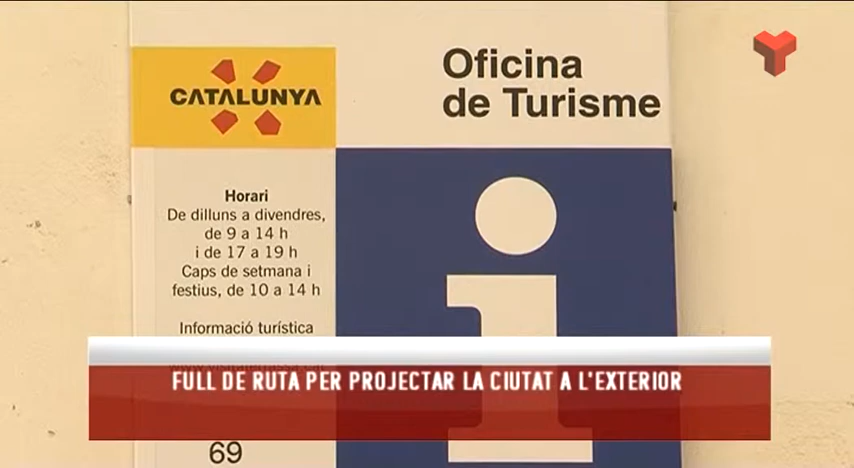 CATALUNYA
Oficina
de Turisme
Horari
De dilluns a divendres,
de 9 a 14 h
i de 17 a 19 h
Caps de setmana i
festius, de 10 a 14 h
Informació turística
FULL DE RUTA PER PROJECTAR LA CIUTAT A L'EXTERIOR
69